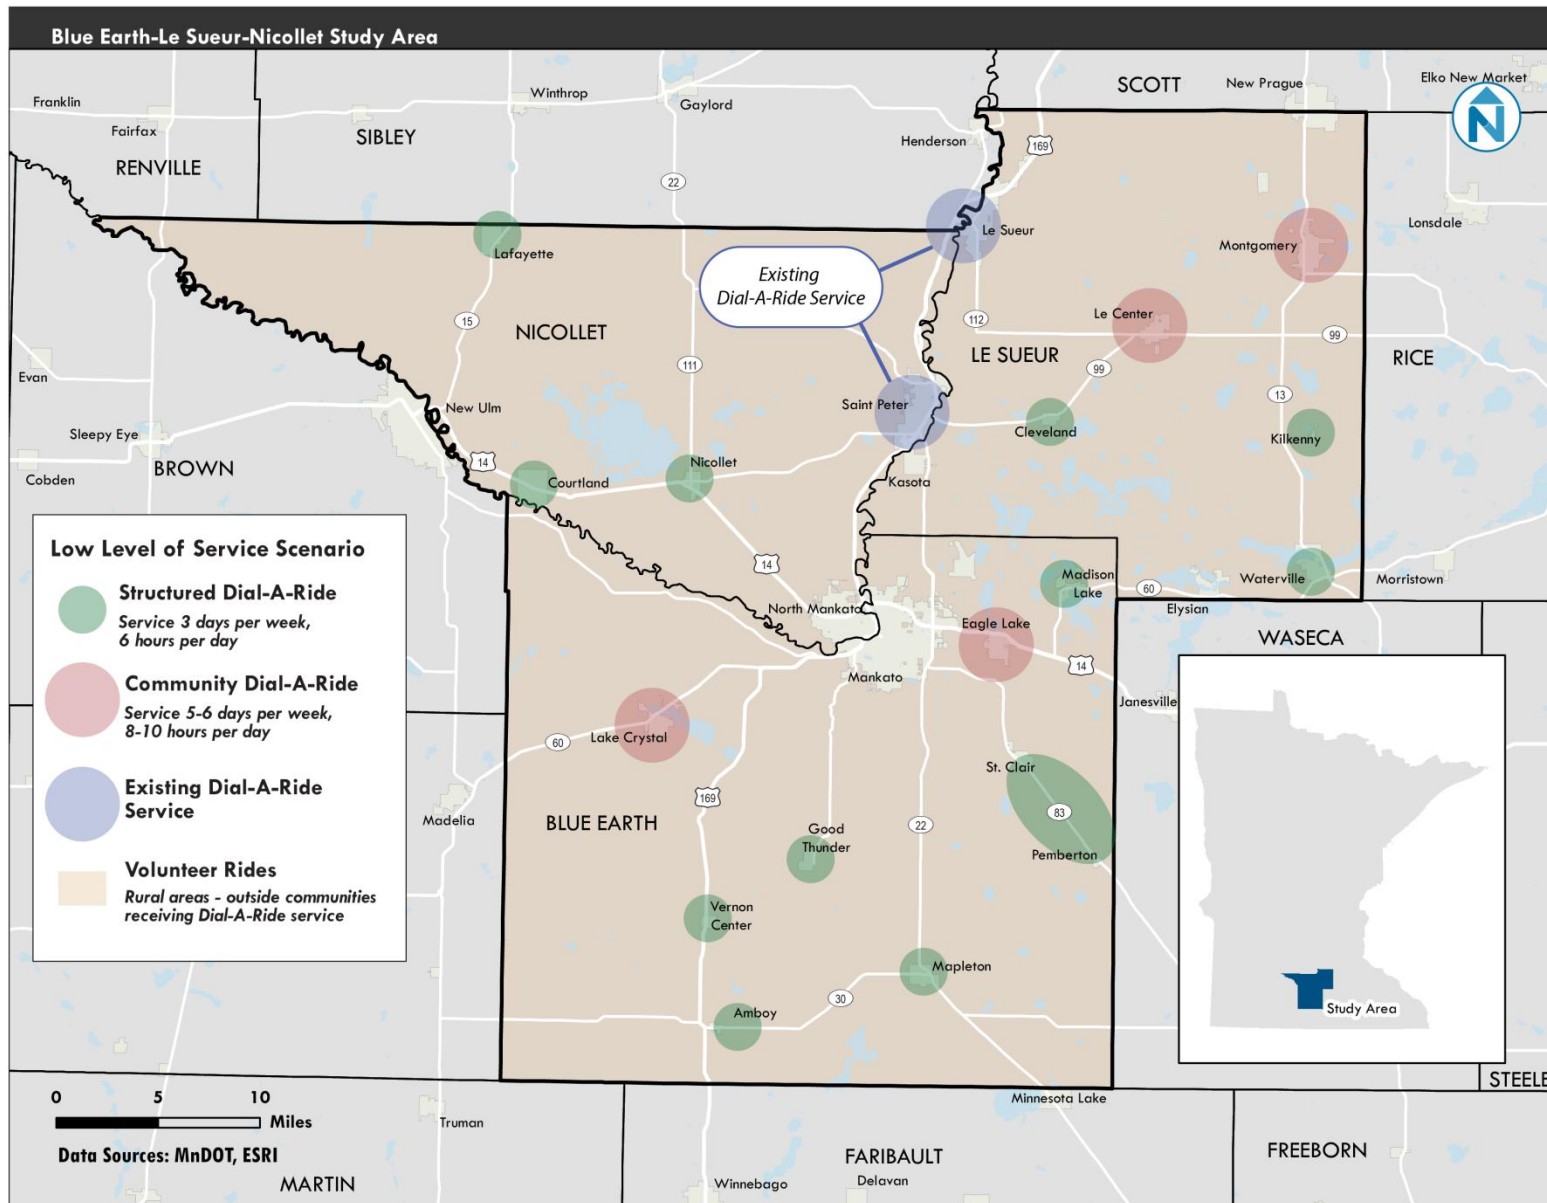 Blue Earth-Le Sueur-Nicollet Study Area
SCOTT
New Prague
Elko New Market
Franklin
Winthrop
Gaylord
Fairfax
SIBLEY
Henderson
169
N
RENVILLE
22
Lonsdale
Le Sueur
Montgomery
Lafayette
Existing
Dial-A-Ride Service
Le Center
15
NICOLLET
112
99
LE SUEUR
RICE
111
99
Evan
13
New Ulm
Saint Peter
Sleepy Eye
Cleveland
Kilkenny
BROWN
14
Nicollet
Cobden
Courtland
Kasota
Low Level of Service Scenario
Structured Dial-A-Ride
Service 3 days per week,
6 hours per day
Community Dial-A-Ride
Service 5-6 days per week,
8-10 hours per day
Existing Dial-A-Ride
Service
Volunteer Rides
Rural areas - outside communities
receiving Dial-A-Ride service
14
Madison
Lake
60
Waterville
Morristown
North Mankato
Elysian
Eagle Lake
WASECA
14
Mankato
Janesville
Lake Crystal
60
St. Clair
169
83
Madelia
BLUE EARTH
22
Good
Thunder
Pemberton
Vernon
Center
Mapleton
30
Amboy
Study Area
STEELE
0 5 10
Miles
Minnesota Lake
Truman
Data Sources: MnDOT, ESRI
FARIBAULT
FREEBORN
MARTIN
Winnebago
Delavan